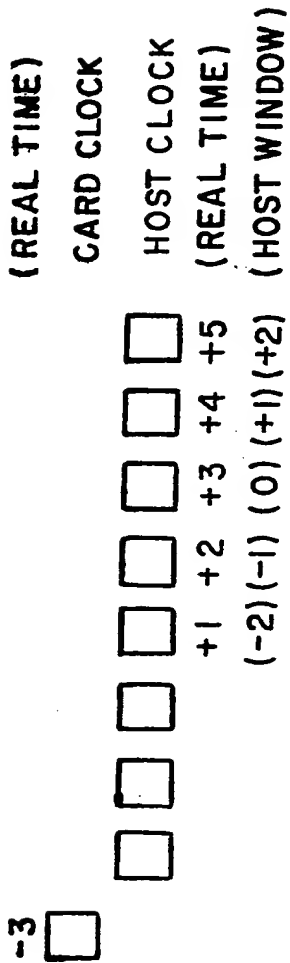 -3 (REAL TIME)
CARD CLOCK
HOST CLOCK
+1 +2 +3 +4 +5 (REAL TIME)
(-2) (-1) (0) (+1) (+2) (HOST WINDOW)